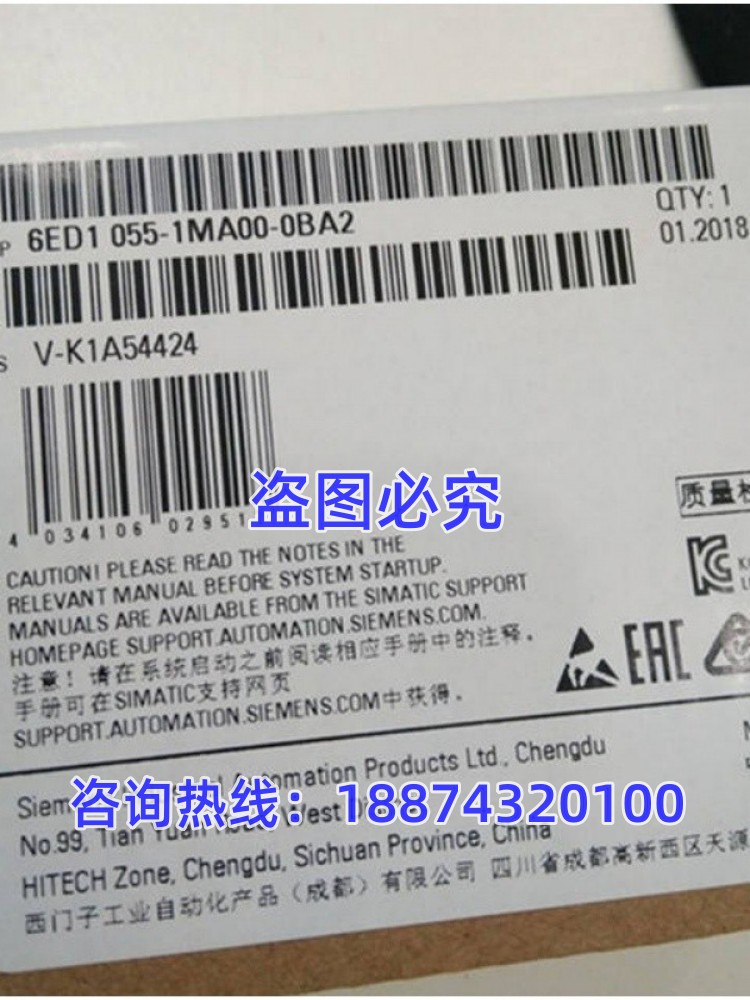 P 6ED1 055-1MA00-0BA2
QTY: 1
01.2018
S V-K1A54424
4 034106 02951
盗图必究
质量检
CAUTION! PLEASE READ THE NOTES IN THE
RELEVANT MANUAL BEFORE SYSTEM STARTUP.
MANUALS ARE AVAILABLE FROM THE SIMATIC SUPPORT
HOMEPAGE SUPPORT.AUTOMATION.SIEMENS.COM.
注意！请在系统启动之前阅读相应手册中的注释。
手册可在SIMATIC支持网页
SUPPORT.AUTOMATION.SIEMENS.COM中获得。
EAC
Siem Automation Products Ltd., Chengdu
咨询热线：18874320100
No.99, Tian Yuan West
HITECH Zone, Chengdu, Sichuan Province, China
西门子工业自动化产品（成都）有限公司 四川省成都高新西区天源